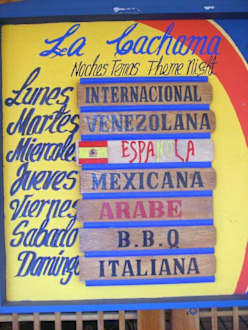 La Cachama
Noches Temas Theme Night
Lunes INTERNACIONAL
Martes VENEZOLANA
Miercoles ESPAÑOLA
Jueves MEXICANA
Viernes ARABE
Sabado B.B.Q
Domingo ITALIANA